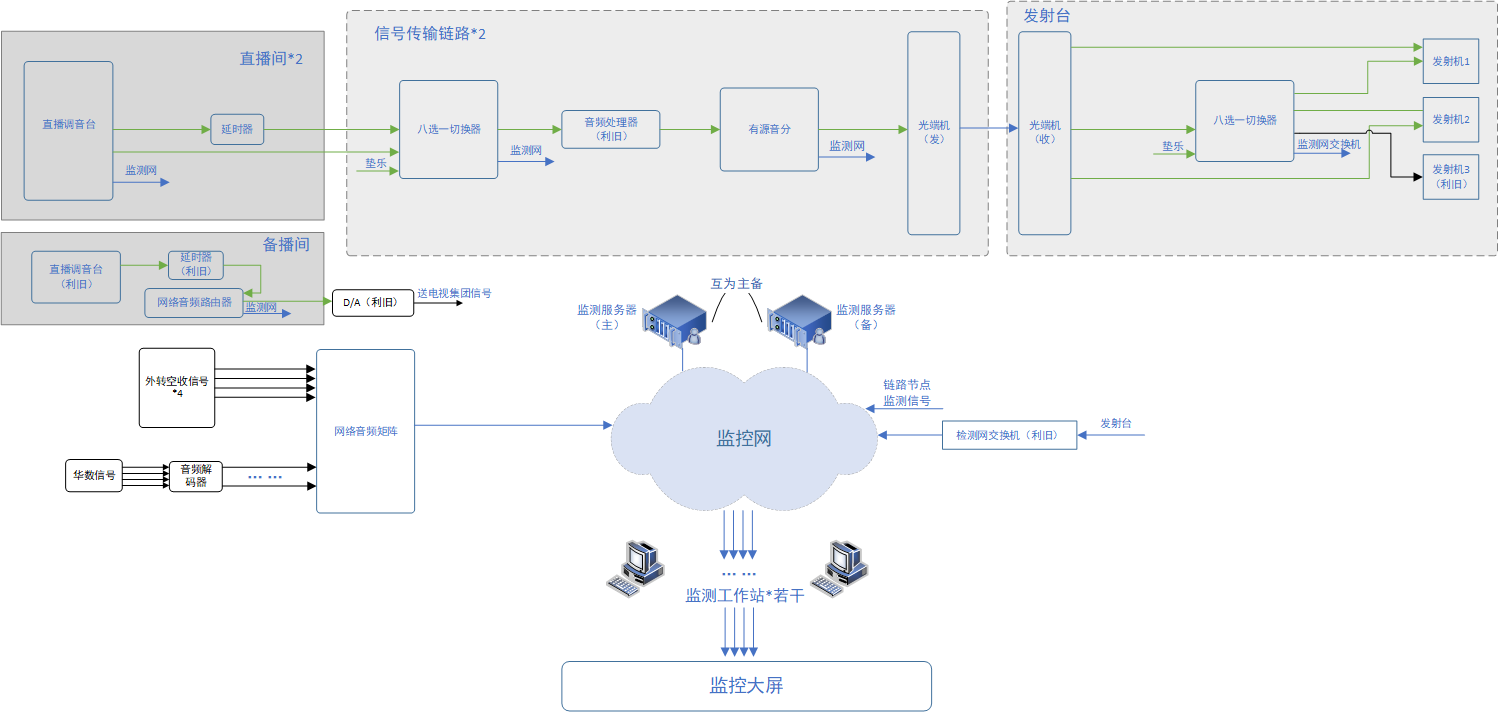 直播间*2
直播调音台
延时器
监测网
信号传输链路*2
八选一切换器
垫乐
监测网
音频处理器
（利旧）
有源音分
监测网
光端机
（发）
发射台
光端机
（收）
垫乐
八选一切换器
监测网交换机
发射机1
发射机2
发射机3
（利旧）
备播间
直播调音台
（利旧）
延时器
（利旧）
网络音频路由器
监测网
D/A（利旧）
送电视集团信号
互为主备
监测服务器
（主）
监测服务器
（备）
外转空收信号
*4
网络音频矩阵
华数信号
音频解
码器
... ...
监控网
链路节点
监测信号
检测网交换机（利旧）
发射台
... ...
监测工作站*若干
监控大屏